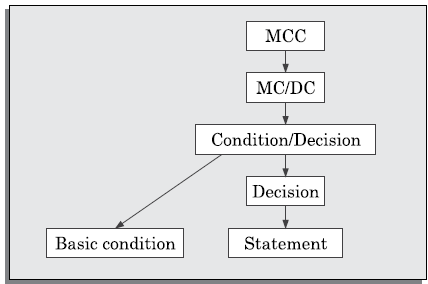 MCC
MC/DC
Condition/Decision
Decision
Basic condition
Statement